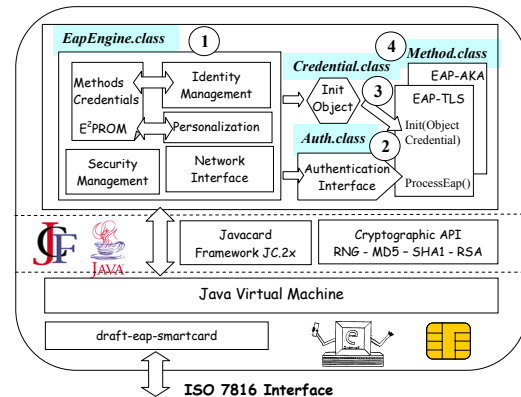 EapEngine.class
1
4
Method.class
Credential.class
EAP-AKA
Methods
Credentials
E²PROM
Identity
Management
Personalization
Security
Management
Network
Interface
Init
Object
3
EAP-TLS
Init(Object
Credential)
Auth.class
2
Authentication
Interface
ProcessEap()
JCF
JAVA
Javacard
Framework JC.2x
Cryptographic API
RNG - MD5 – SHA1 - RSA
Java Virtual Machine
draft-eap-smartcard
e
Internet
ISO 7816 Interface